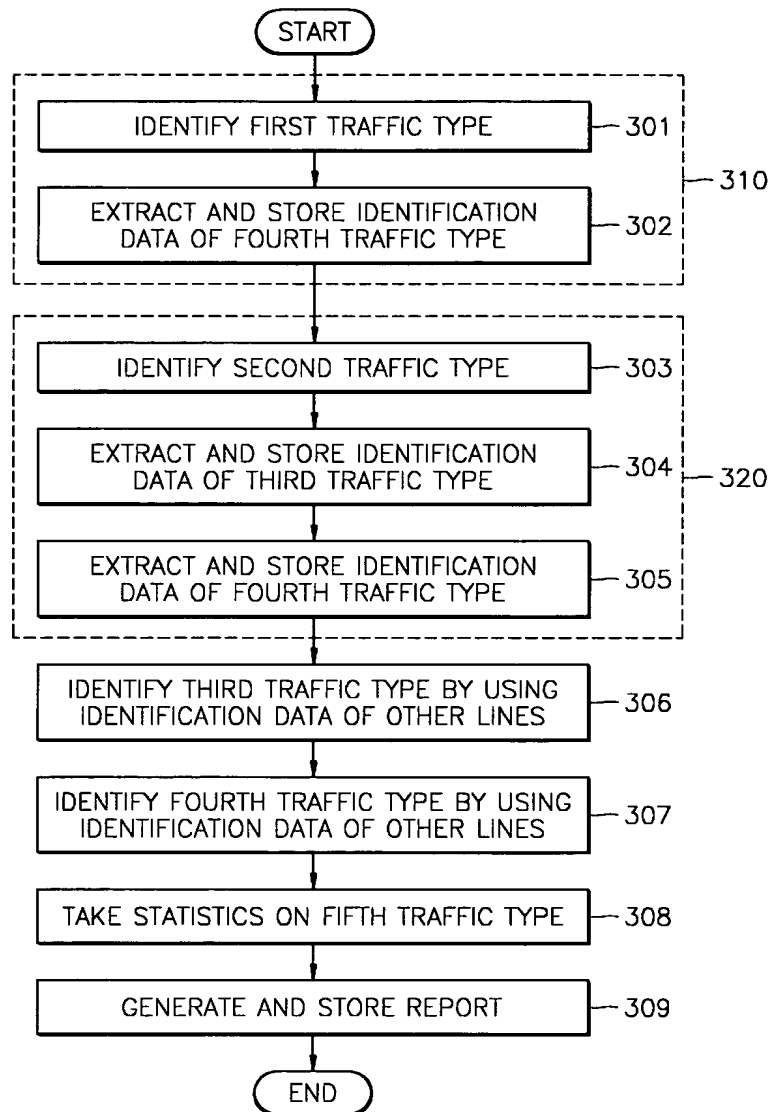 START
IDENTIFY FIRST TRAFFIC TYPE
301
EXTRACT AND STORE IDENTIFICATION
DATA OF FOURTH TRAFFIC TYPE
302
310
IDENTIFY SECOND TRAFFIC TYPE
303
EXTRACT AND STORE IDENTIFICATION
DATA OF THIRD TRAFFIC TYPE
304
320
EXTRACT AND STORE IDENTIFICATION
DATA OF FOURTH TRAFFIC TYPE
305
IDENTIFY THIRD TRAFFIC TYPE BY USING
IDENTIFICATION DATA OF OTHER LINES
306
IDENTIFY FOURTH TRAFFIC TYPE BY USING
IDENTIFICATION DATA OF OTHER LINES
307
TAKE STATISTICS ON FIFTH TRAFFIC TYPE
308
GENERATE AND STORE REPORT
309
END